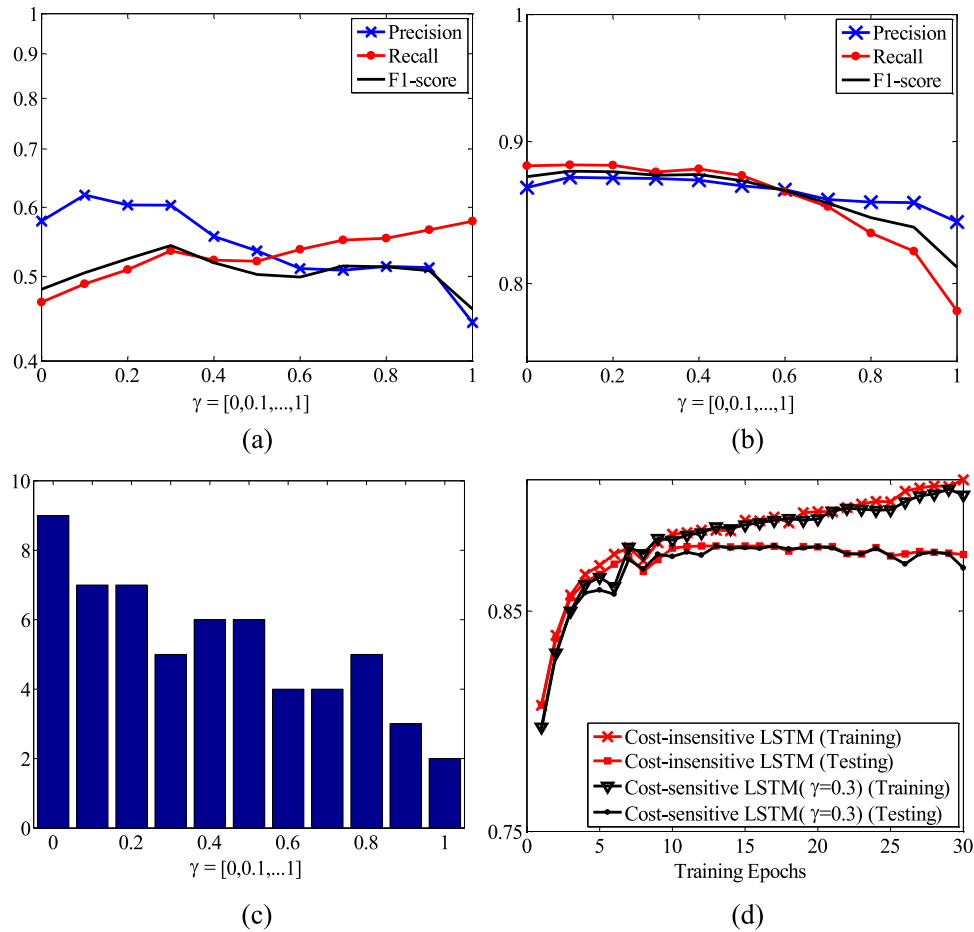 1
0.9
0.8
0.7
0.6
0.5
0.4
0
0.2
0.4
0.6
0.8
1
Precision
Recall
F1-score
γ = [0,0.1,...,1]
(a)
1
0.9
0.8
0
0.2
0.4
0.6
0.8
1
Precision
Recall
F1-score
γ = [0,0.1,...,1]
(b)
10
8
6
4
2
0
0
0.2
0.4
0.6
0.8
1
γ = [0,0.1,...1]
(c)
0.85
0.75
0
5
10
15
20
25
30
Cost-insensitive LSTM (Training)
Cost-insensitive LSTM (Testing)
Cost-sensitive LSTM( γ=0.3) (Training)
Cost-sensitive LSTM( γ=0.3) (Testing)
Training Epochs
(d)